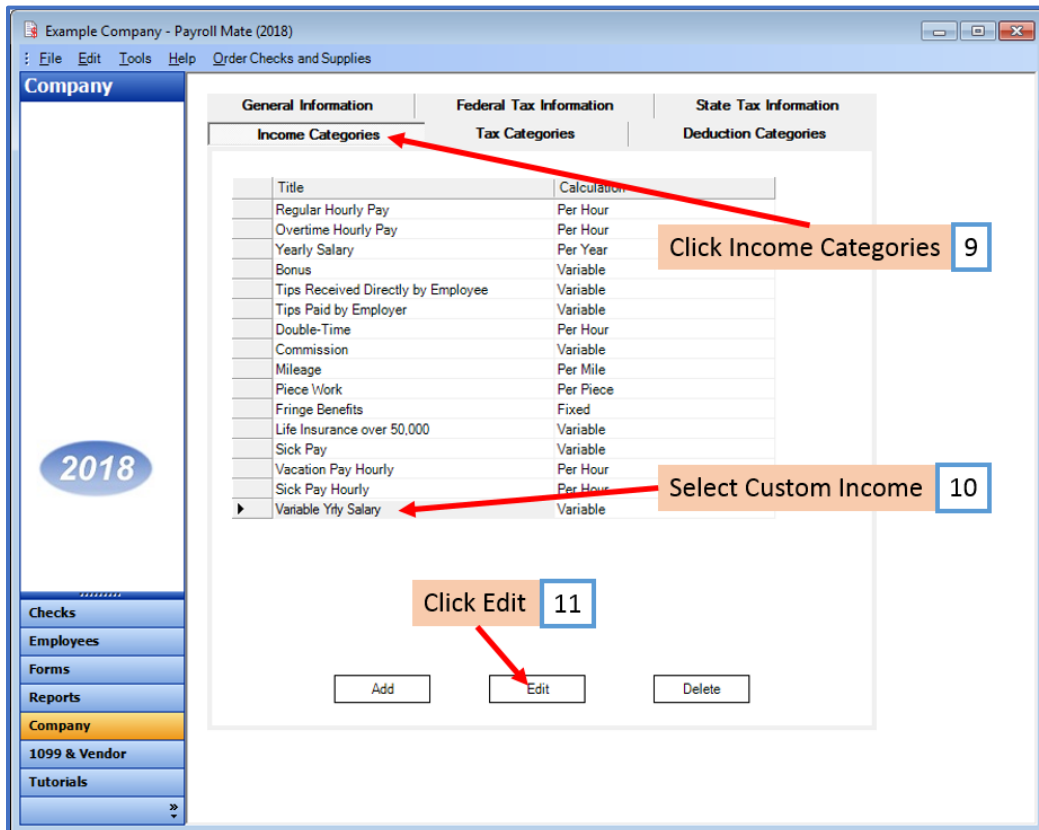 Example Company - Payroll Mate (2018)
File Edit Tools Help Order Checks and Supplies
Company
General Information Federal Tax Information State Tax Information
Income Categories Tax Categories Deduction Categories
Title Calculation
Regular Hourly Pay Per Hour
Overtime Hourly Pay Per Hour
Yearly Salary Per Year
Click Income Categories 9
Bonus Variable
Tips Received Directly by Employee Variable
Tips Paid by Employer Variable
Double-Time Per Hour
Commission Variable
Mileage Per Mile
Piece Work Per Piece
Fringe Benefits Fixed
Life Insurance over 50,000 Variable
Sick Pay Variable
2018
Vacation Pay Hourly Per Hour
Sick Pay Hourly Per Hour
Select Custom Income 10
Variable Yrly Salary Variable
Click Edit 11
Checks
Employees
Forms
Reports
Company
1099 & Vendor
Tutorials
Add Edit Delete